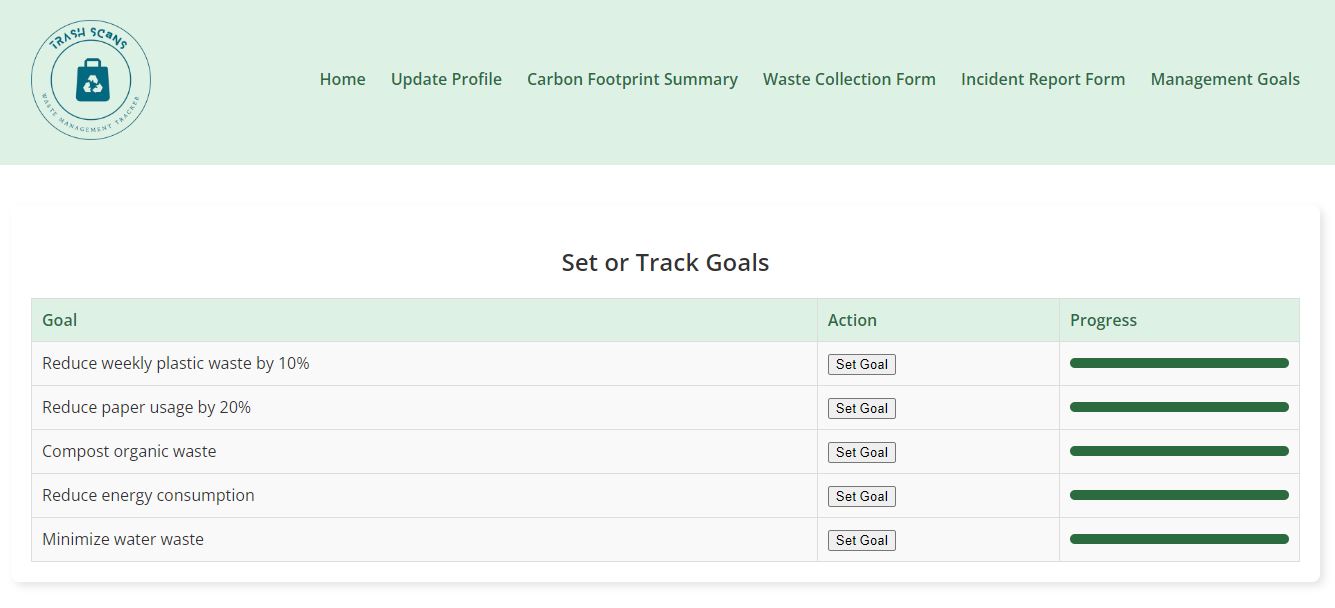 TRASH SCANS
WASTE MANAGEMENT TRACKER
Home Update Profile Carbon Footprint Summary Waste Collection Form Incident Report Form Management Goals
Set or Track Goals
Goal Action Progress
Reduce weekly plastic waste by 10% Set Goal
Reduce paper usage by 20% Set Goal
Compost organic waste Set Goal
Reduce energy consumption Set Goal
Minimize water waste Set Goal